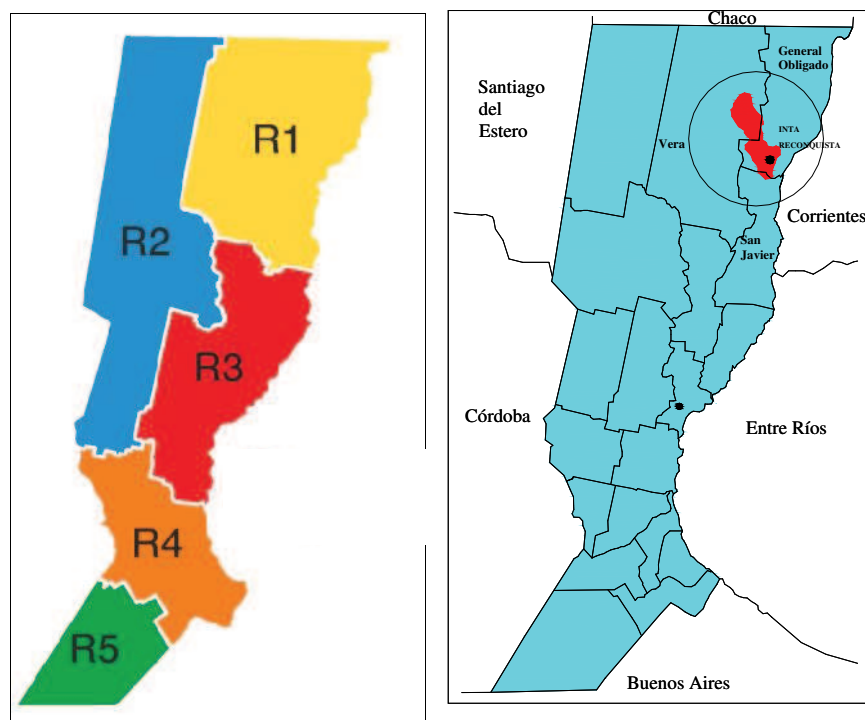 R1
R2
R3
R4
R5
Chaco
General
Obligado
Santiago
del
Estero
INTA
RECONQUISTA
Vera
Corrientes
San
Javier
Córdoba
Entre Ríos
Buenos Aires